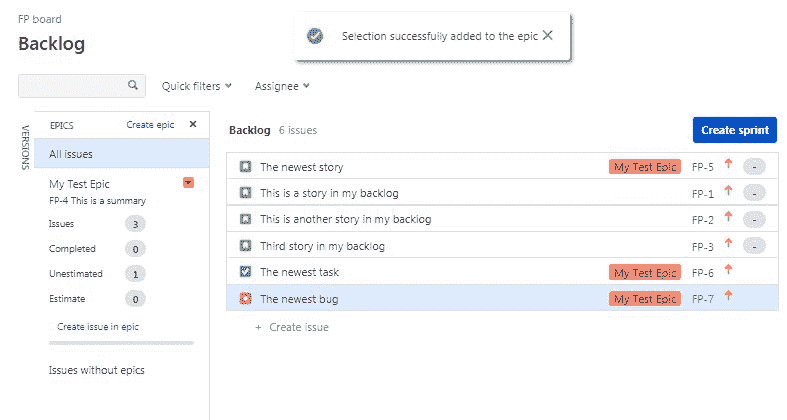 FP board
Backlog
Selection successfully added to the epic
Quick filters
Assignee
VERSIONS
EPICS Create epic
All issues
My Test Epic
FP-4 This is a summary
Issues 3
Completed 0
Unestimated 1
Estimate 0
Create issue in epic
Issues without epics
Backlog 6 issues
Create sprint
The newest story My Test Epic FP-5 -
This is a story in my backlog FP-1 -
This is another story in my backlog FP-2 -
Third story in my backlog FP-3 -
The newest task My Test Epic FP-6
The newest bug My Test Epic FP-7
+ Create issue